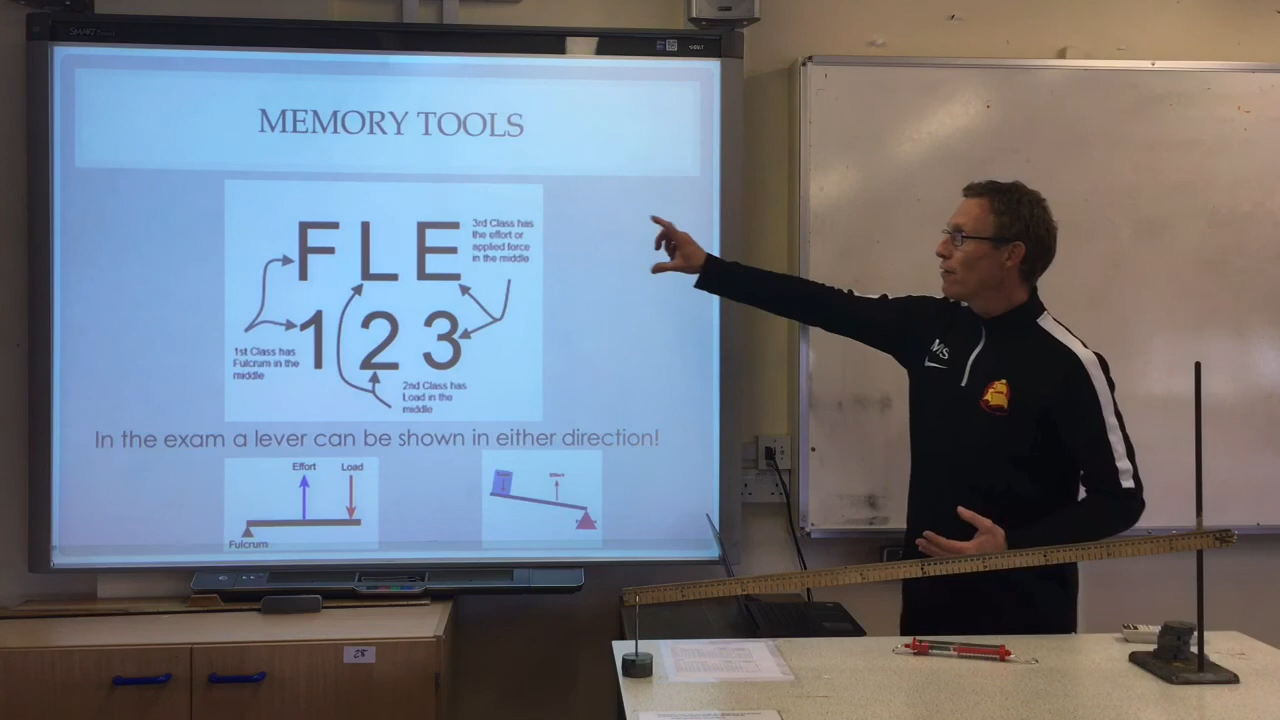 SMART
MEMORY TOOLS
F L E
3rd Class has
the effort or
applied force
in the middle
1 2 3
1st Class has
Fulcrum in the
middle
2nd Class has
Load in the
middle
In the exam a lever can be shown in either direction!
Effort
Load
Fulcrum
MS
28